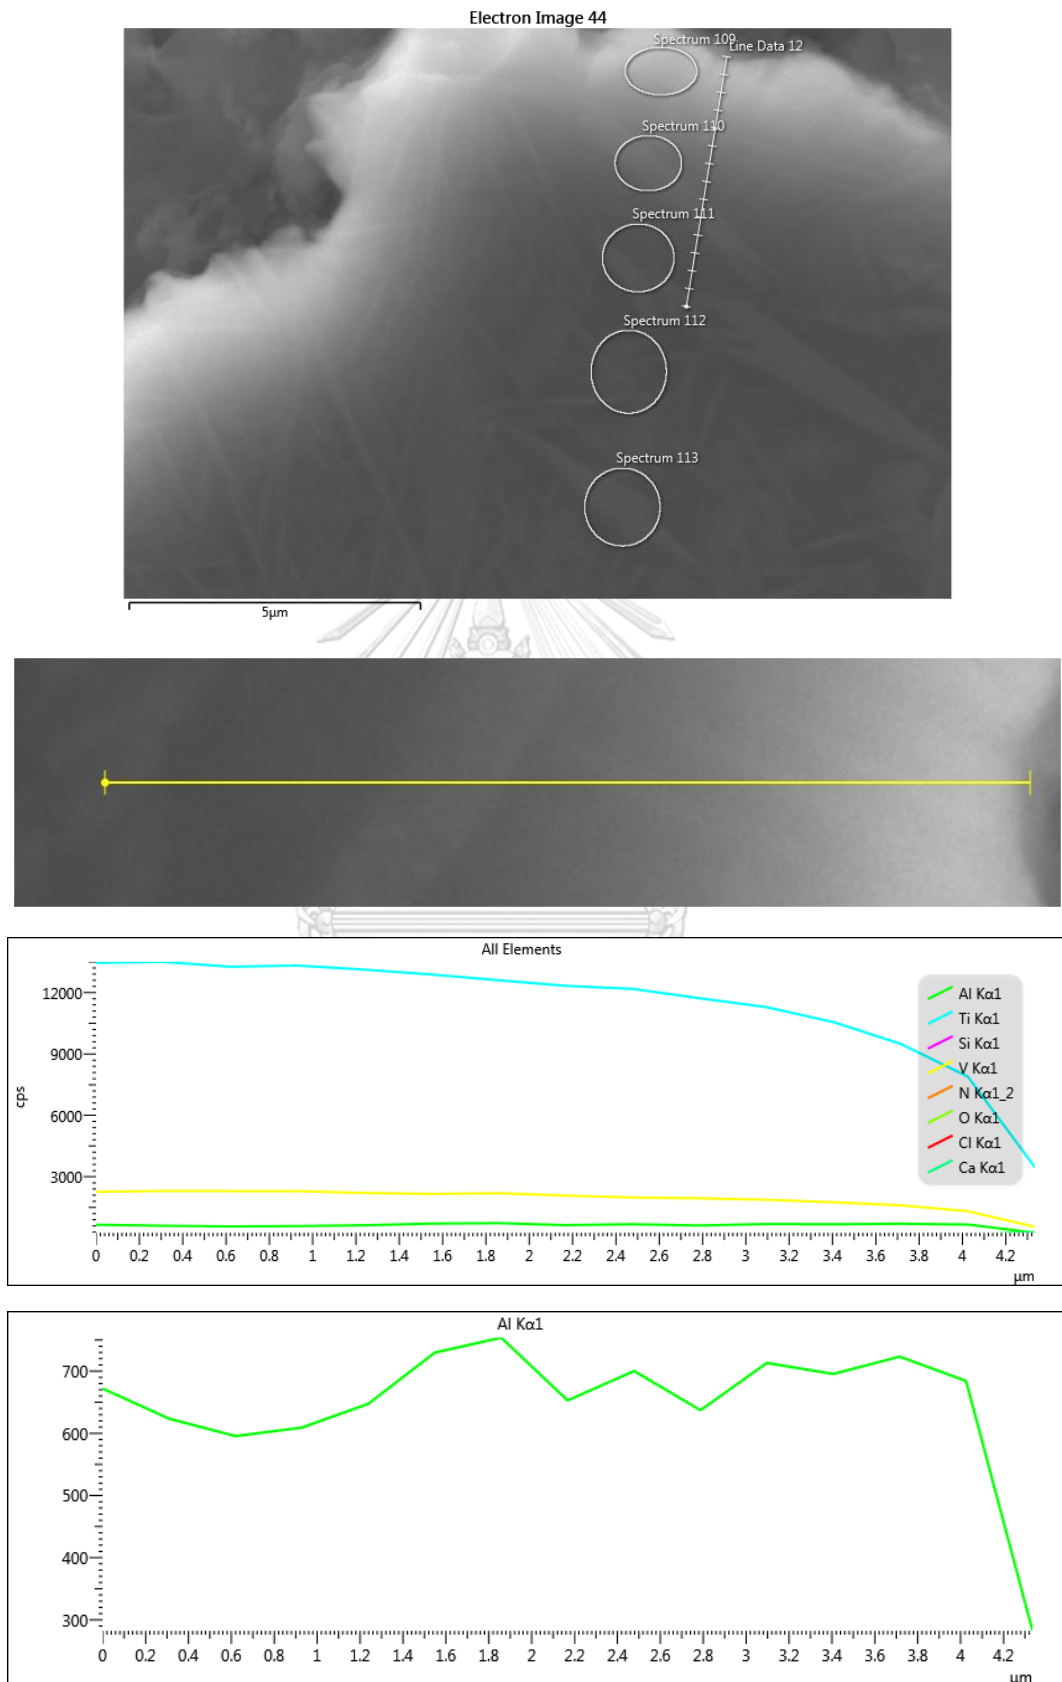 Electron Image 44
Spectrum 109
Line Data 12
Spectrum 110
Spectrum 111
Spectrum 112
Spectrum 113
5µm
All Elements
12000
9000
6000
3000
cps
Al Kα1
Ti Kα1
Si Kα1
V Kα1
N Kα1_2
O Kα1
Cl Kα1
Ca Kα1
0 0.2 0.4 0.6 0.8 1 1.2 1.4 1.6 1.8 2 2.2 2.4 2.6 2.8 3 3.2 3.4 3.6 3.8 4 4.2
µm
Al Kα1
700
600
500
400
300
0 0.2 0.4 0.6 0.8 1 1.2 1.4 1.6 1.8 2 2.2 2.4 2.6 2.8 3 3.2 3.4 3.6 3.8 4 4.2
µm